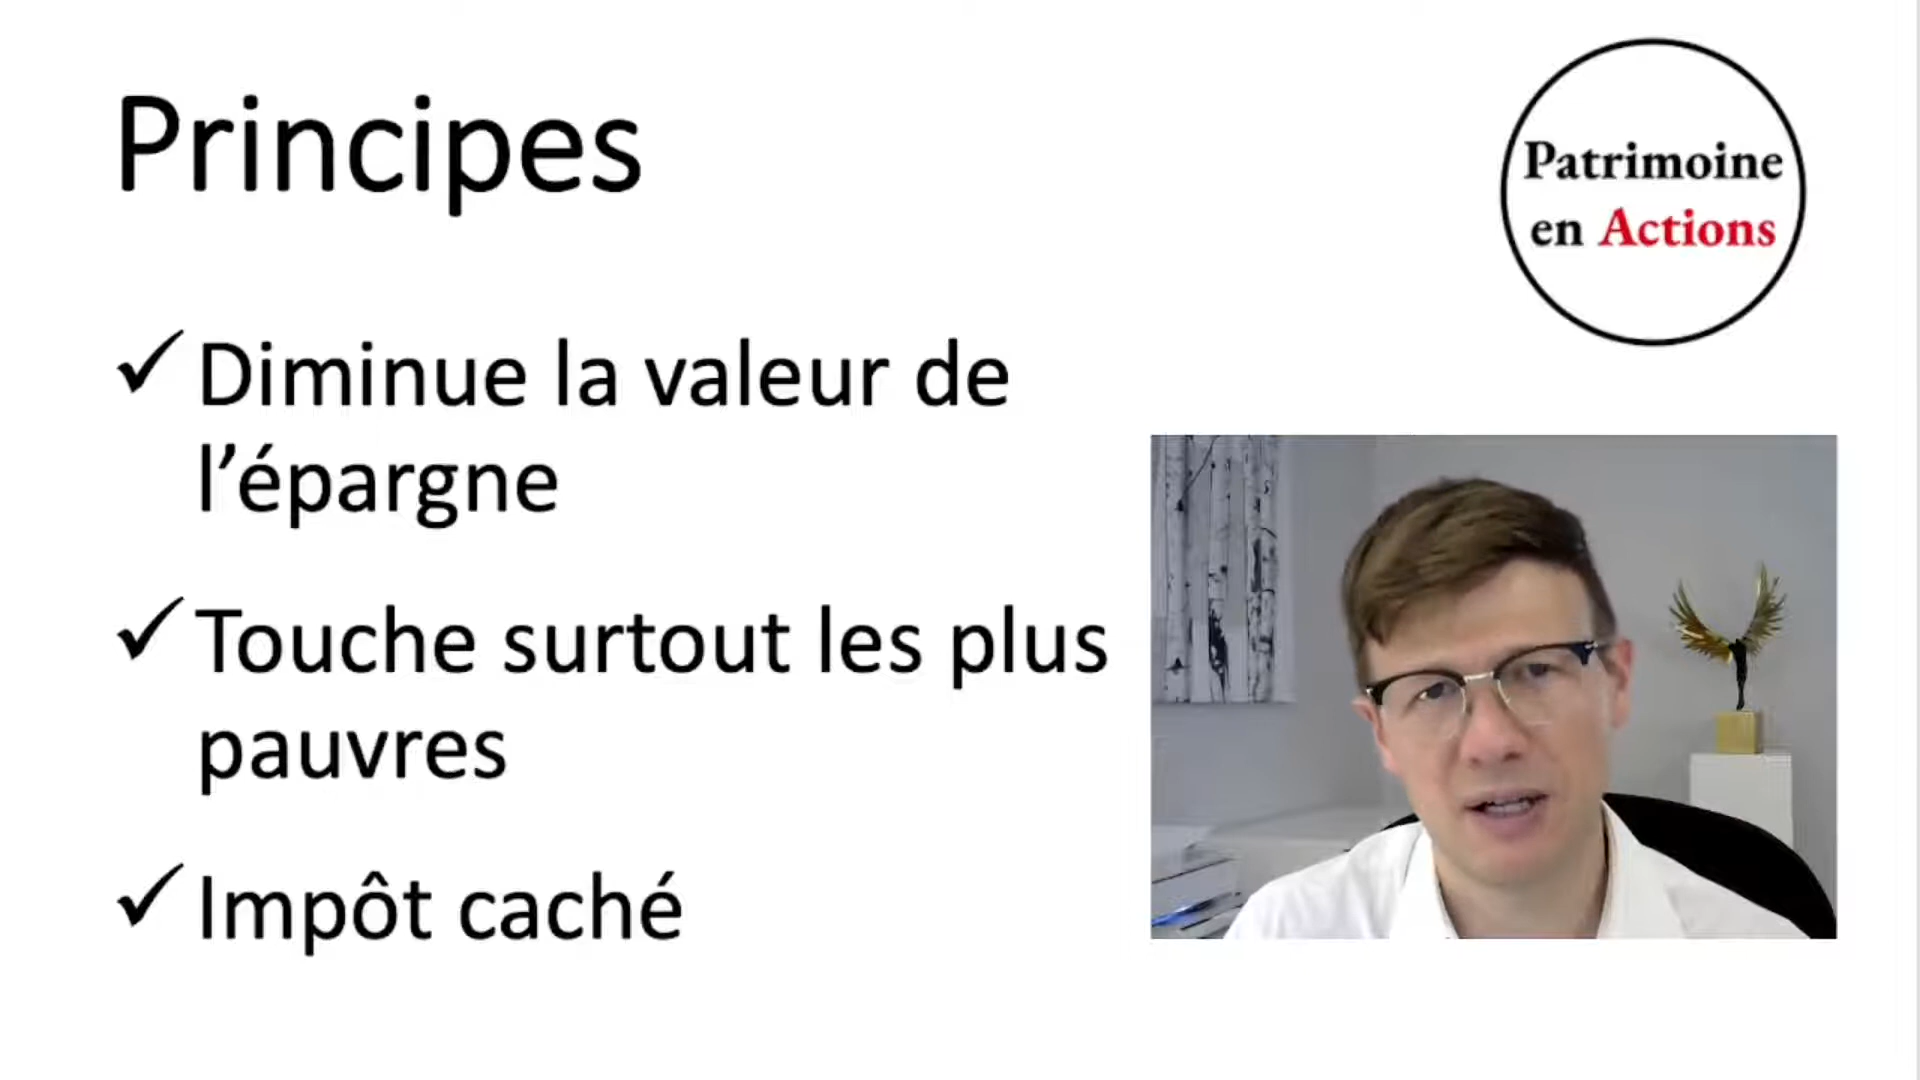 Principes
Patrimoine
en Actions
✓ Diminue la valeur de
l’épargne
✓ Touche surtout les plus
pauvres
✓ Impôt caché